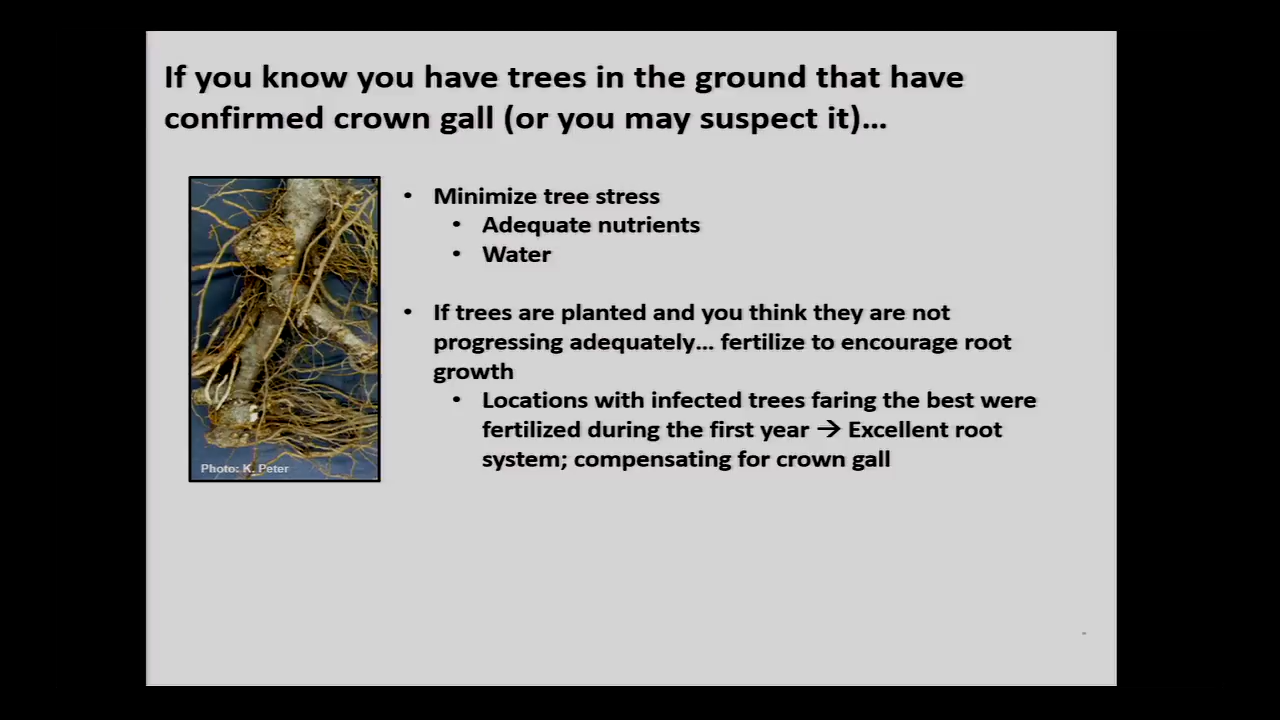 If you know you have trees in the ground that have
confirmed crown gall (or you may suspect it)…
• Minimize tree stress
• Adequate nutrients
• Water
• If trees are planted and you think they are not
progressing adequately… fertilize to encourage root
growth
• Locations with infected trees faring the best were
fertilized during the first year → Excellent root
system; compensating for crown gall
Photo: K. Peter